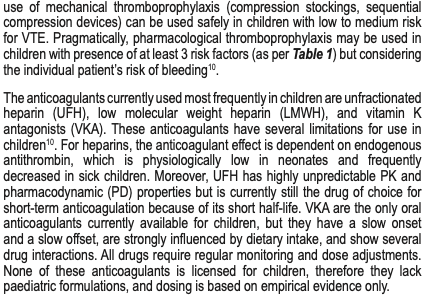 use of mechanical thromboprophylaxis (compression stockings, sequential
compression devices) can be used safely in children with low to medium risk
for VTE. Pragmatically, pharmacological thromboprophylaxis may be used in
children with presence of at least 3 risk factors (as per Table 1) but considering
the individual patient's risk of bleeding¹⁰.
The anticoagulants currently used most frequently in children are unfractionated
heparin (UFH), low molecular weight heparin (LMWH), and vitamin K
antagonists (VKA). These anticoagulants have several limitations for use in
children¹⁰. For heparins, the anticoagulant effect is dependent on endogenous
antithrombin, which is physiologically low in neonates and frequently
decreased in sick children. Moreover, UFH has highly unpredictable PK and
pharmacodynamic (PD) properties but is currently still the drug of choice for
short-term anticoagulation because of its short half-life. VKA are the only oral
anticoagulants currently available for children, but they have a slow onset
and a slow offset, are strongly influenced by dietary intake, and show several
drug interactions. All drugs require regular monitoring and dose adjustments.
None of these anticoagulants is licensed for children, therefore they lack
paediatric formulations, and dosing is based on empirical evidence only.